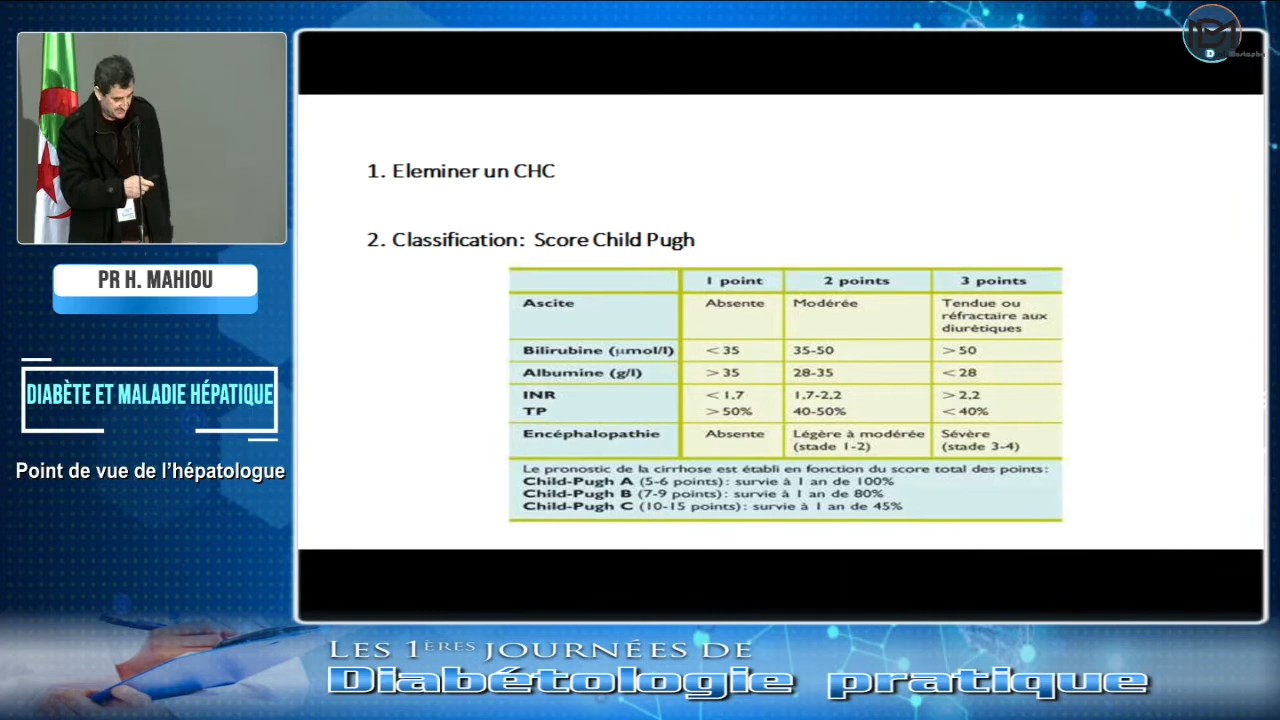 PR H. MAHIOU
DIABÈTE ET MALADIE HÉPATIQUE
Point de vue de l'hépatologue
1. Eleminer un CHC
2. Classification: Score Child Pugh
1 point 2 points 3 points
Ascite Absente Modérée Tendue ou
réfractaire aux
diurétiques
Bilirubine (µmol/l) < 35 35-50 > 50
Albumine (g/l) > 35 28-35 < 28
INR < 1,7 1,7-2,2 > 2,2
TP > 50% 40-50% < 40%
Encéphalopathie Absente Légère à modérée Sévère
(stade 1-2) (stade 3-4)
Le pronostic de la cirrhose est établi en fonction du score total des points:
Child-Pugh A (5-6 points): survie à 1 an de 100%
Child-Pugh B (7-9 points): survie à 1 an de 80%
Child-Pugh C (10-15 points): survie à 1 an de 45%
LES 1ÈRES JOURNÉES DE
Diabétologie pratique